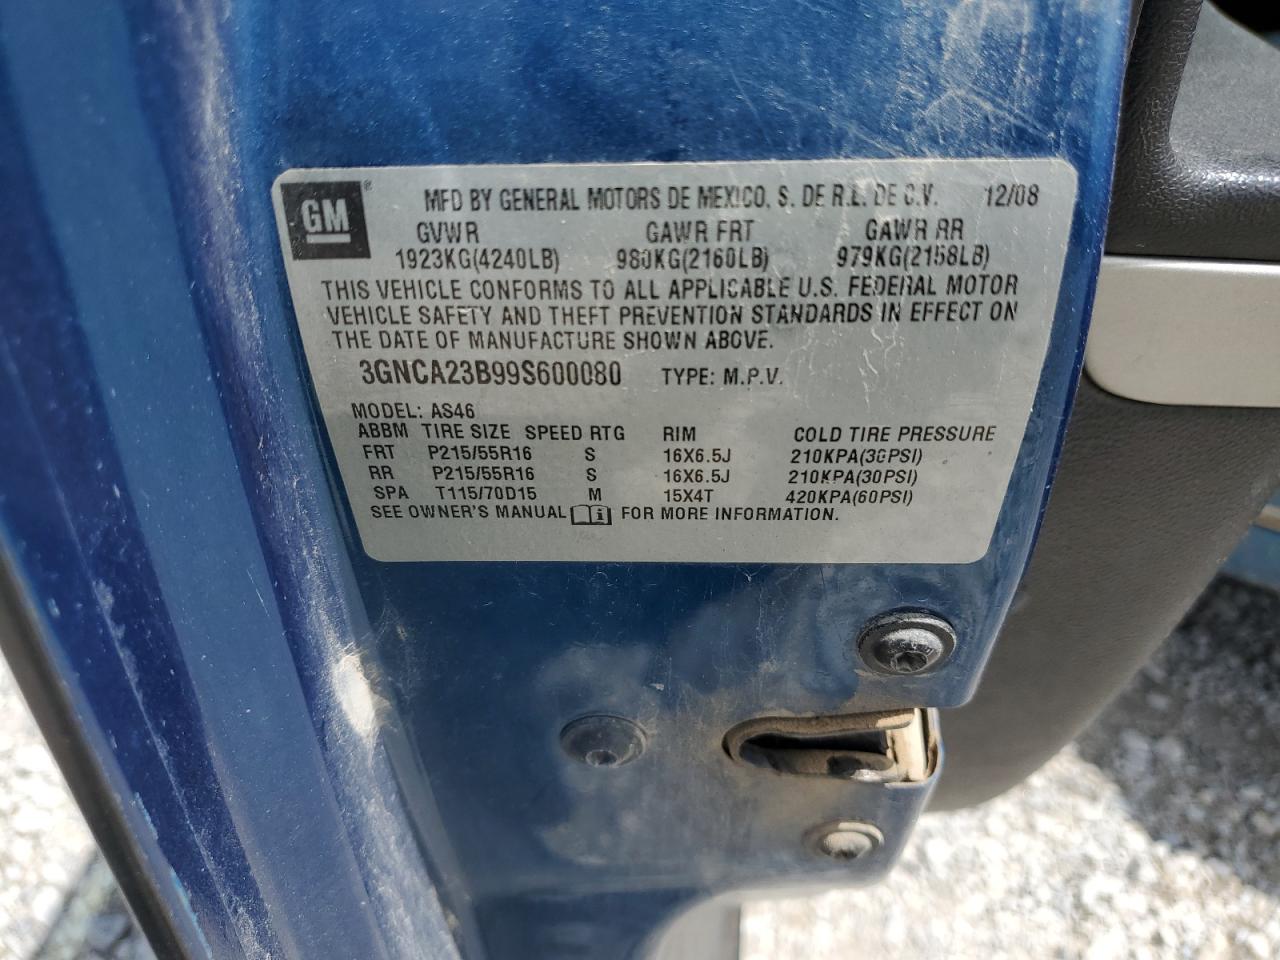 GM ® MFD BY GENERAL MOTORS DE MEXICO, S. DE R.L. DE C.V. 12/08
GVWR GAWR FRT GAWR RR
1923KG(4240LB) 980KG(2160LB) 979KG(2158LB)
THIS VEHICLE CONFORMS TO ALL APPLICABLE U.S. FEDERAL MOTOR
VEHICLE SAFETY AND THEFT PREVENTION STANDARDS IN EFFECT ON
THE DATE OF MANUFACTURE SHOWN ABOVE.
3GNCA23B99S600080 TYPE: M.P.V.
MODEL: AS46
ABBM TIRE SIZE SPEED RTG RIM COLD TIRE PRESSURE
FRT P215/55R16 S 16X6.5J 210KPA(30PSI)
RR P215/55R16 S 16X6.5J 210KPA(30PSI)
SPA T115/70D15 M 15X4T 420KPA(60PSI)
SEE OWNER'S MANUAL i FOR MORE INFORMATION.